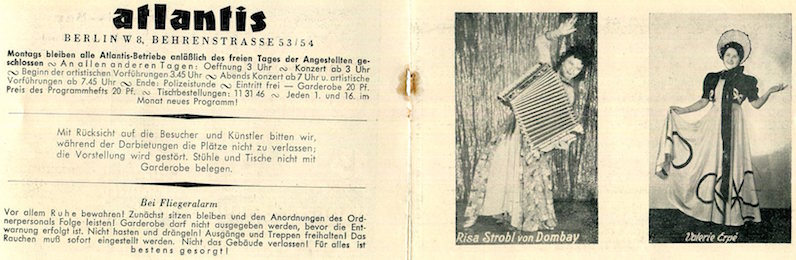 atlantis
BERLIN W 8, BEHRENSTRASSE 53/54
Montags bleiben alle Atlantis-Betriebe anläßlich des freien Tages der Angestellten ge-
schlossen ∾ An allen anderen Tagen: Oeffnung 3 Uhr ∾ Konzert ab 3 Uhr
∾ Beginn der artistischen Vorführungen 3.45 Uhr ∾ Abends Konzert ab 7 Uhr u. artistische
Vorführungen ab 7.45 Uhr ∾ Ende: Polizeistunde ∾ Eintritt frei — Garderobe 20 Pf.
Preis des Programmhefts 20 Pf. ∾ Tischbestellungen: 11 31 46 ∾ Jeden 1. und 16. im
Monat neues Programm!
Mit Rücksicht auf die Besucher und Künstler bitten wir,
während der Darbietungen die Plätze nicht zu verlassen;
die Vorstellung wird gestört. Stühle und Tische nicht mit
Garderobe belegen.
Bei Fliegeralarm
Vor allem Ruhe bewahren! Zunächst sitzen bleiben und den Anordnungen des Ord-
nerpersonals Folge leisten! Garderobe darf nicht ausgegeben werden, bevor die Ent-
warnung erfolgt ist. Nicht hasten und drängeln! Ausgänge und Treppen freihalten! Das
Rauchen muß sofort eingestellt werden. Nicht das Gebäude verlassen! Für alles ist
bestens gesorgt!
Risa Strobl von Dombay
Valerie Erpé